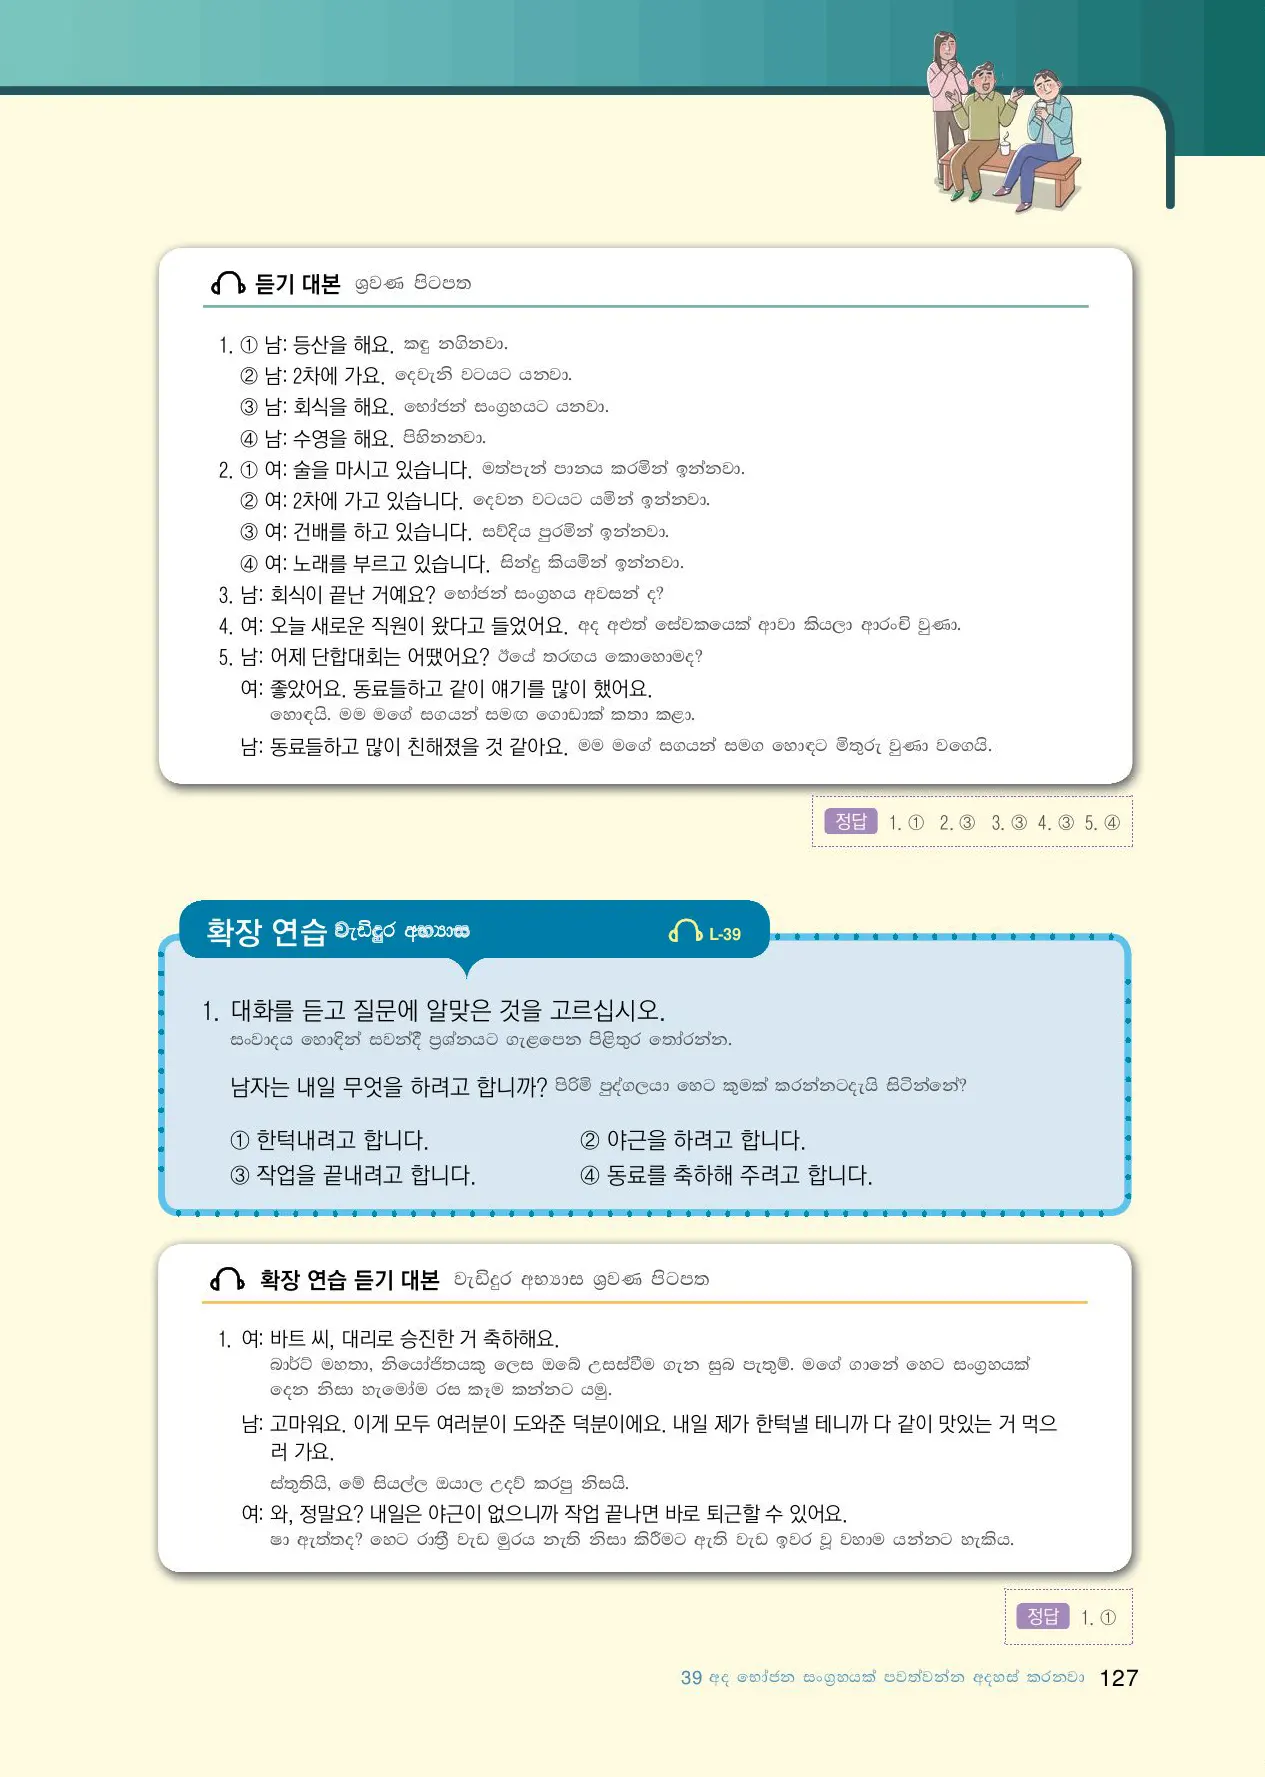 듣기 대본 ශ්‍රවණ පිටපත
1. ① 남: 등산을 해요. කඳු නගිනවා.
② 남: 2차에 가요. දෙවැනි වටයට යනවා.
③ 남: 회식을 해요. භෝජන් සංග්‍රහයට යනවා.
④ 남: 수영을 해요. පිහිනනවා.
2. ① 여: 술을 마시고 있습니다. මත්පැන් පානය කරමින් ඉන්නවා.
② 여: 2차에 가고 있습니다. දෙවන වටයට යමින් ඉන්නවා.
③ 여: 건배를 하고 있습니다. සව්දිය පුරමින් ඉන්නවා.
④ 여: 노래를 부르고 있습니다. සින්දු කියමින් ඉන්නවා.
3. 남: 회식이 끝난 거예요? භෝජන් සංග්‍රහය අවසන් ද?
4. 여: 오늘 새로운 직원이 왔다고 들었어요. අද අළුත් සේවකයෙක් ආවා කියලා ආරංචි වුණා.
5. 남: 어제 단합대회는 어땠어요? ඊයේ තරඟය කොහොමද?
여: 좋았어요. 동료들하고 같이 얘기를 많이 했어요.
හොඳයි. මම මගේ සගයන් සමඟ ගොඩාක් කතා කළා.
남: 동료들하고 많이 친해졌을 것 같아요. මම මගේ සගයන් සමග හොඳට මිතුරු වුණා වගෙයි.
정답 1. ① 2. ③ 3. ③ 4. ③ 5. ④
확장 연습 වැඩිදුර අභ්‍යාස L-39
1. 대화를 듣고 질문에 알맞은 것을 고르십시오.
සංවාදය හොඳින් සවන්දී ප්‍රශ්නයට ගැළපෙන පිළිතුර තෝරන්න.
남자는 내일 무엇을 하려고 합니까? පිරිමි පුද්ගලයා හෙට කුමක් කරන්නටදැයි සිටින්නේ?
① 한턱내려고 합니다. ② 야근을 하려고 합니다.
③ 작업을 끝내려고 합니다. ④ 동료를 축하해 주려고 합니다.
확장 연습 듣기 대본 වැඩිදුර අභ්‍යාස ශ්‍රවණ පිටපත
1. 여: 바트 씨, 대리로 승진한 거 축하해요.
බාර්ට් මහතා, නියෝජිතයකු ලෙස ඔබේ උසස්වීම ගැන සුබ පැතුම්. මගේ ගානේ හෙට සංග්‍රහයක්
දෙන නිසා හැමෝම රස කෑම කන්නට යමු.
남: 고마워요. 이게 모두 여러분이 도와준 덕분이에요. 내일 제가 한턱낼 테니까 다 같이 맛있는 거 먹으
러 가요.
ස්තූතියි, මේ සියල්ල ඔයාල උදව් කරපු නිසයි.
여: 와, 정말요? 내일은 야근이 없으니까 작업 끝나면 바로 퇴근할 수 있어요.
ෂා ඇත්තද? හෙට රාත්‍රී වැඩ මුරය නැති නිසා කිරීමට ඇති වැඩ ඉවර වූ වහාම යන්නට හැකිය.
정답 1. ①
39 අද භෝජන සංග්‍රහයක් පවත්වන්න අදහස් කරනවා 127